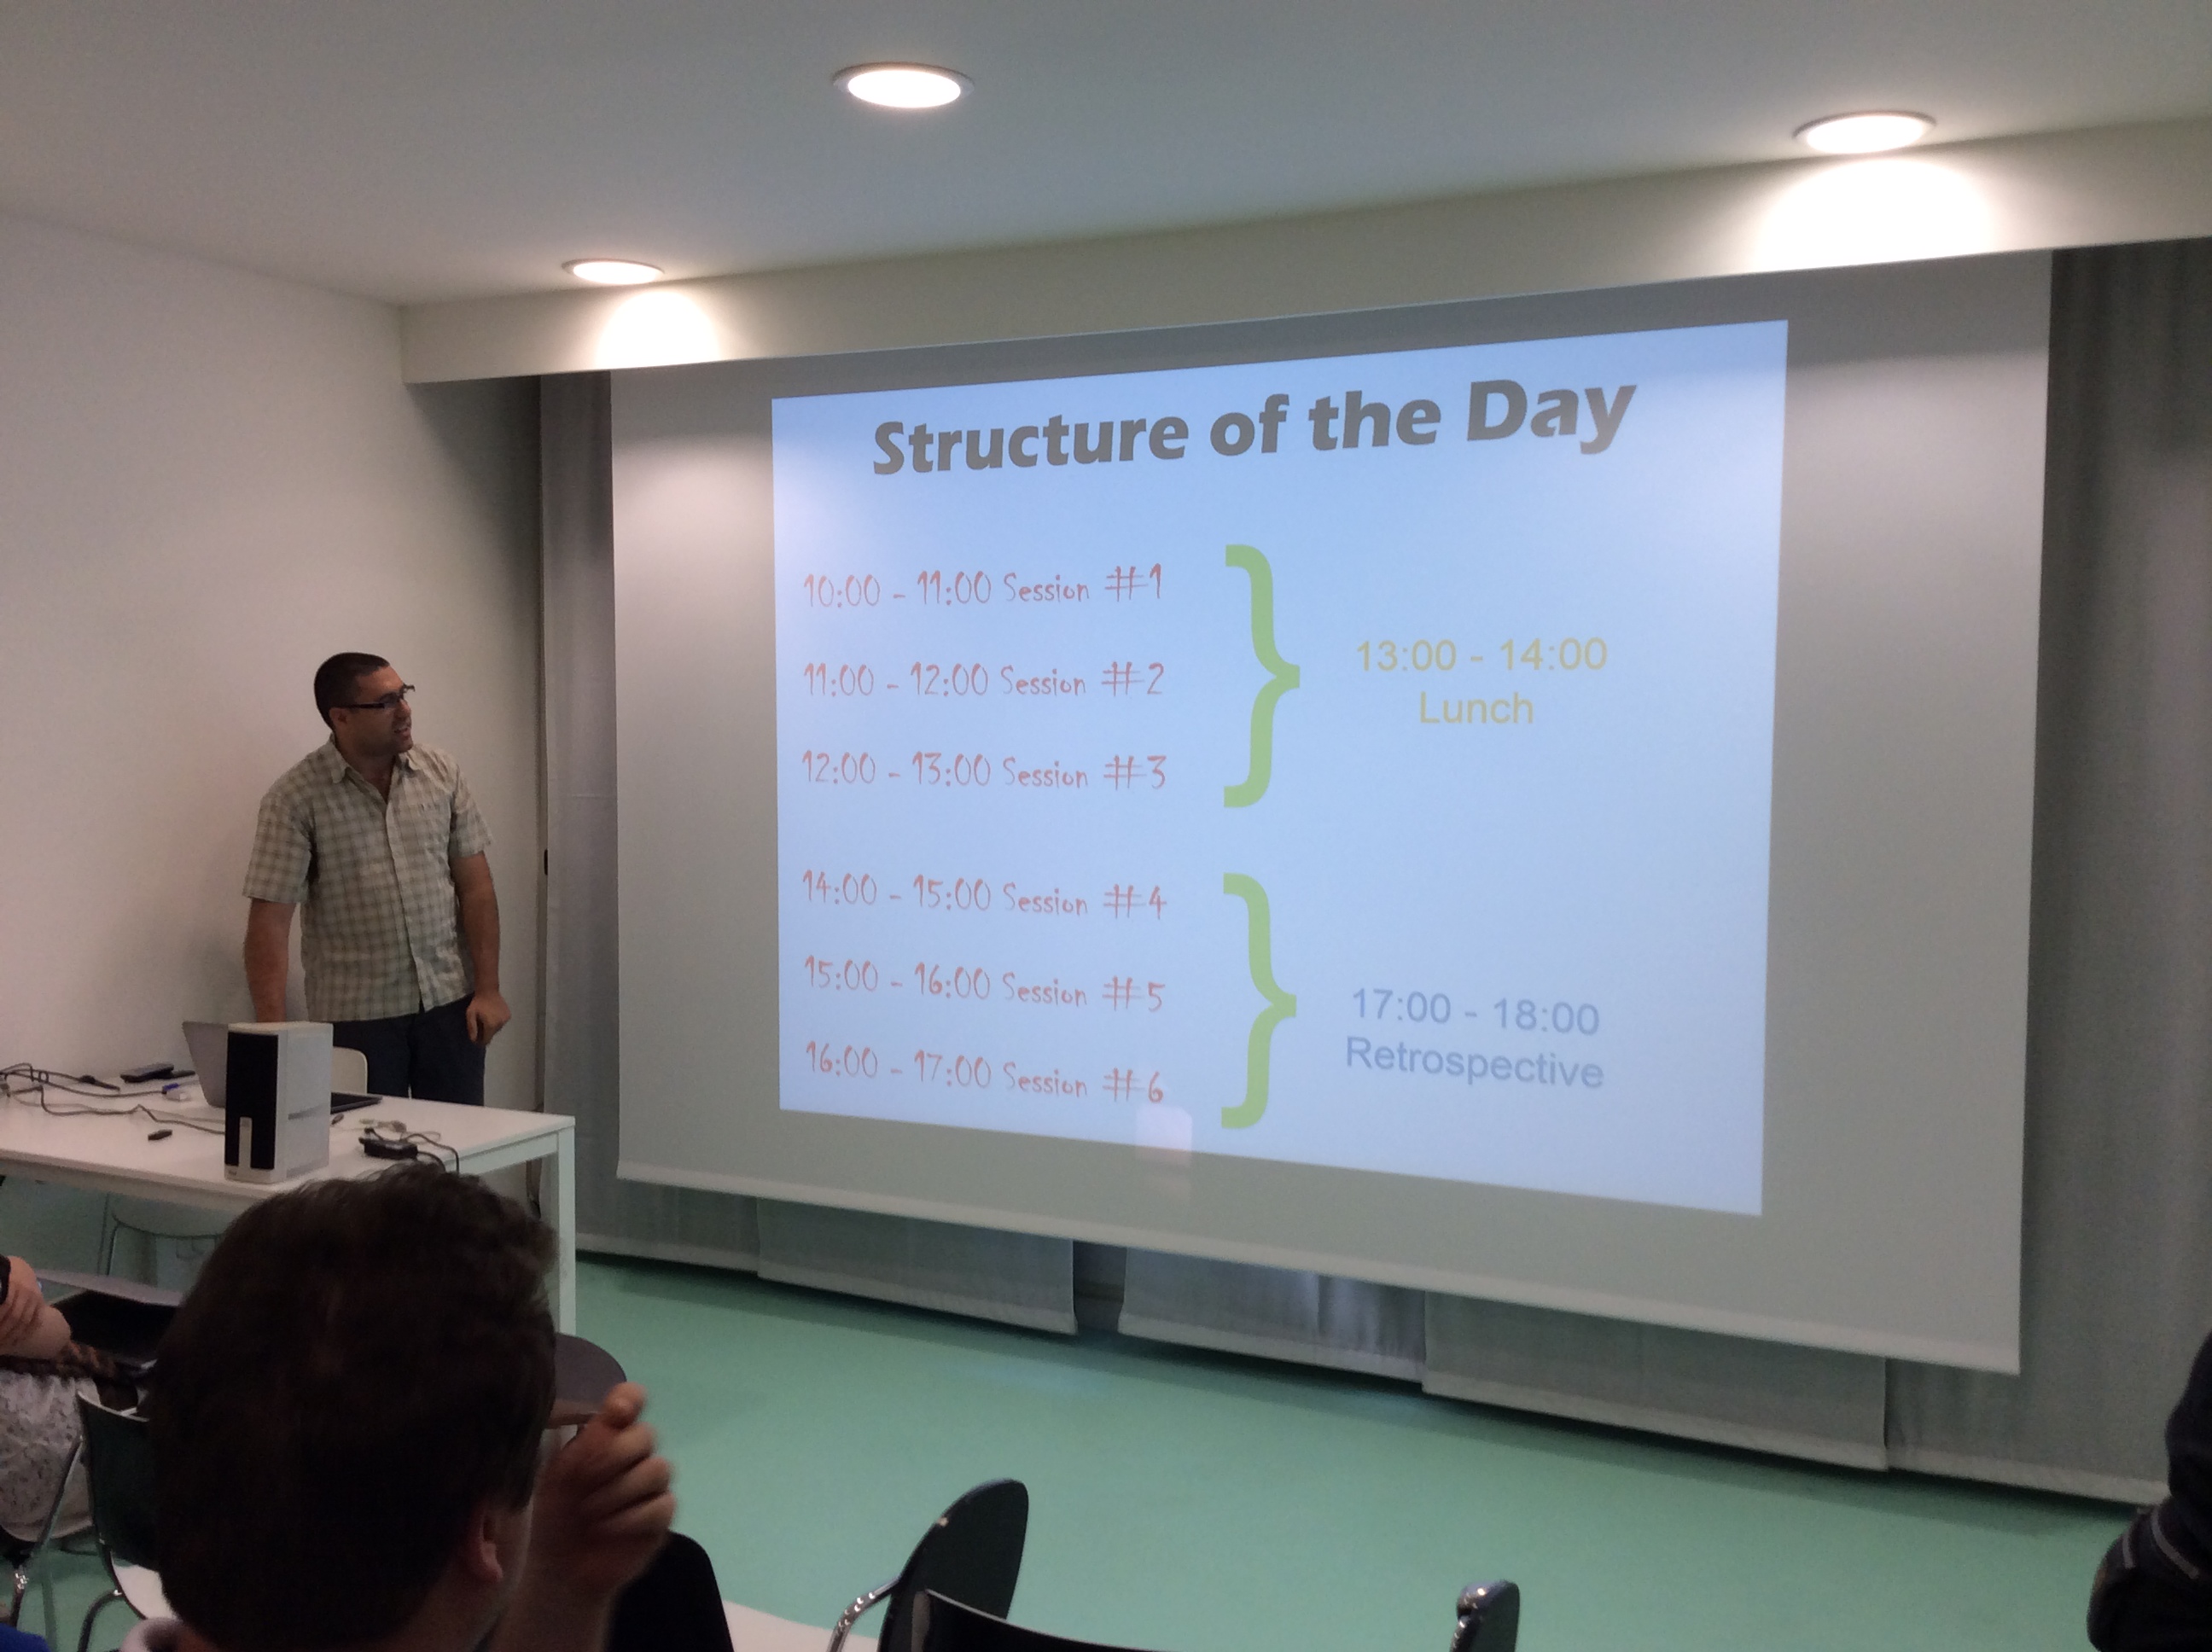 Structure of the Day
10:00 - 11:00 Session #1
11:00 - 12:00 Session #2
12:00 - 13:00 Session #3
13:00 - 14:00
Lunch
14:00 - 15:00 Session #4
15:00 - 16:00 Session #5
16:00 - 17:00 Session #6
17:00 - 18:00
Retrospective